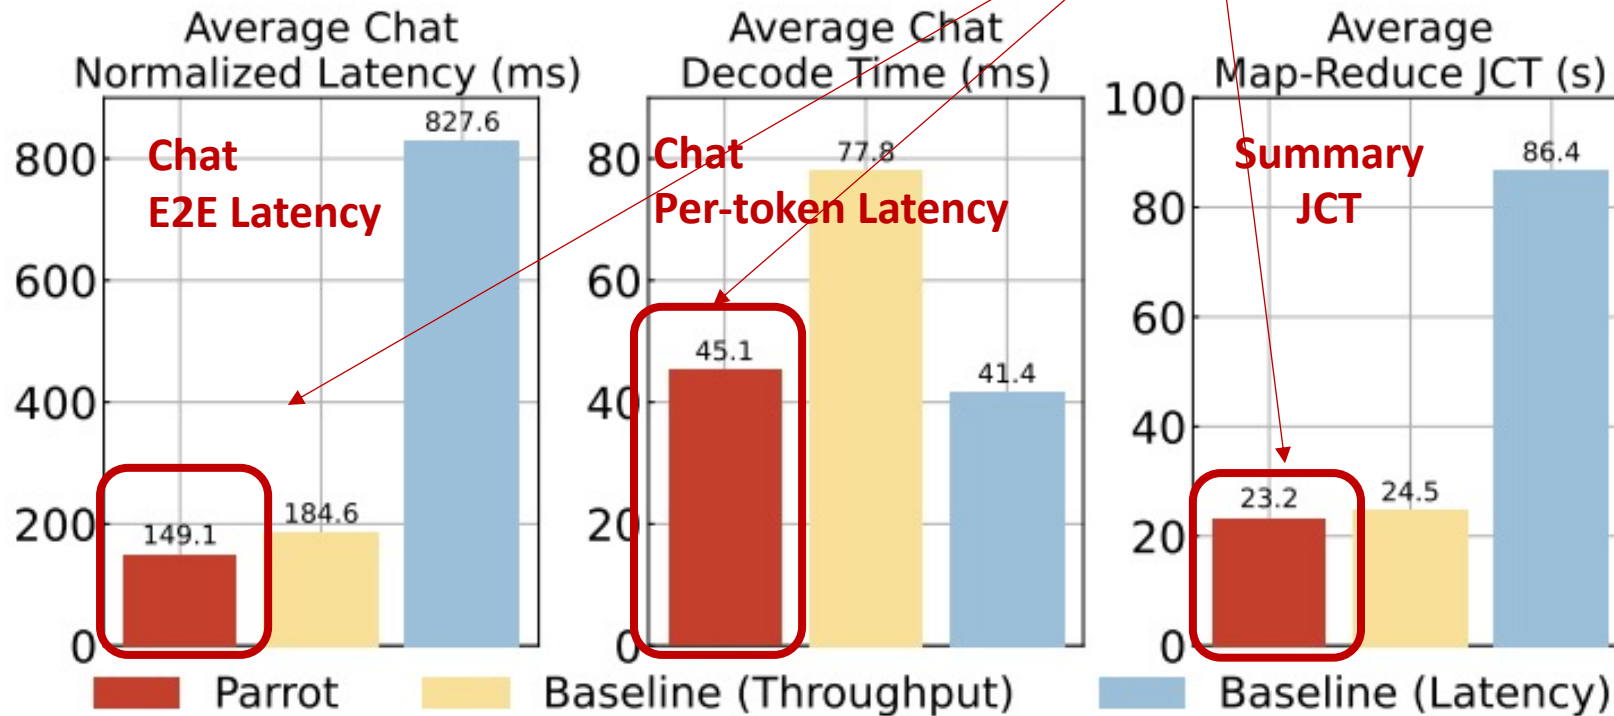 Average Chat
Normalized Latency (ms)
827.6
800
Chat
E2E Latency
600
400
200
184.6
149.1
0
Average Chat
Decode Time (ms)
80
Chat
77.8
Per-token Latency
60
45.1
41.4
40
20
0
Average
Map-Reduce JCT (s)
100
Summary
86.4
JCT
80
60
40
23.2
24.5
20
0
Parrot
Baseline (Throughput)
Baseline (Latency)